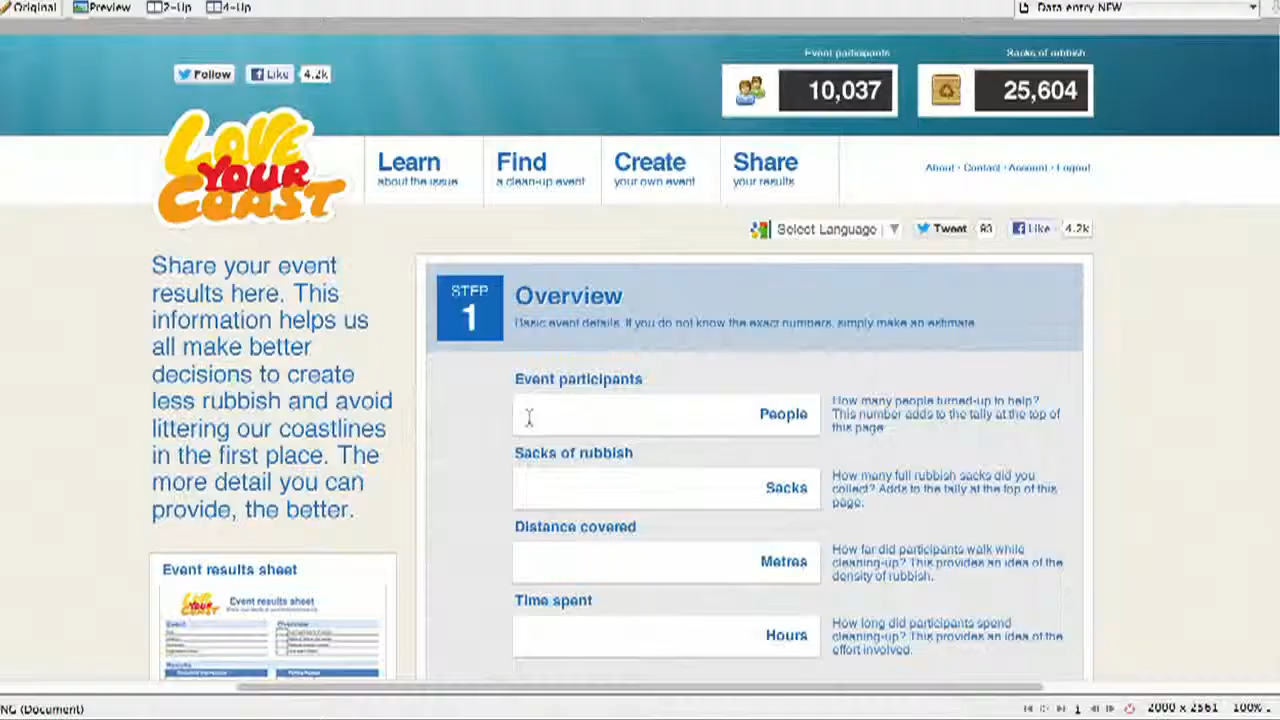 Original Preview 2-Up 4-Up Data entry NEW
Event participants Sacks of rubbish
Follow Like 4.2k 10,037 25,604
LOVE
YOUR
COAST
Learn
about the issue
Find
a clean-up event
Create
your own event
Share
your results
About · Contact · Account · Logout
Select Language Tweet 93 Like 4.2k
Share your event
results here. This
information helps us
all make better
decisions to create
less rubbish and avoid
littering our coastlines
in the first place. The
more detail you can
provide, the better.
STEP
1
Overview
Basic event details. If you do not know the exact numbers, simply make an estimate.
Event participants
People
How many people turned-up to help?
This number adds to the tally at the top of
this page.
Sacks of rubbish
Sacks
How many full rubbish sacks did you
collect? Adds to the tally at the top of this
page.
Distance covered
Metres
How far did participants walk while
cleaning-up? This provides an idea of the
density of rubbish.
Time spent
Hours
How long did participants spend
cleaning-up? This provides an idea of the
effort involved.
Event results sheet
LOVE
YOUR
COAST
Event results sheet
Event
Overview
Results
NG (Document) 1 2000 x 2561 100%